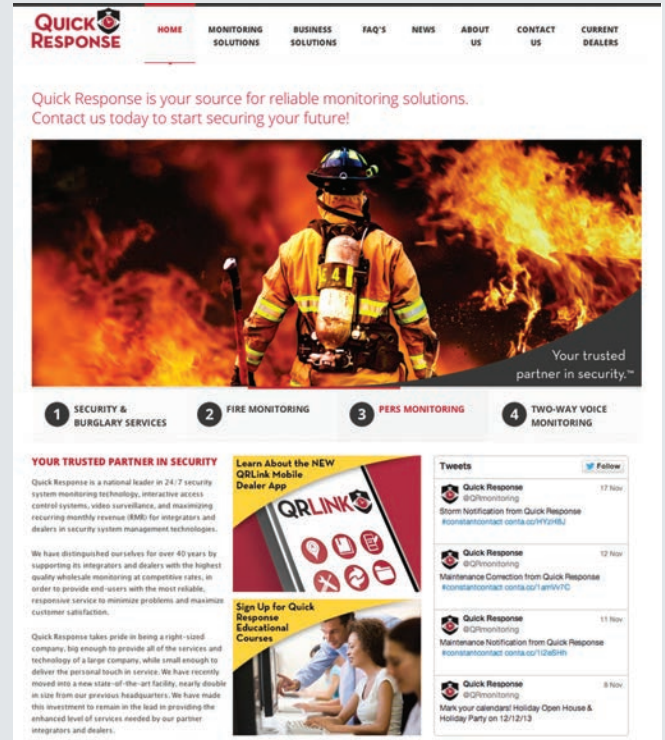 QUICK
RESPONSE
HOME
MONITORING
SOLUTIONS
BUSINESS
SOLUTIONS
FAQ'S
NEWS
ABOUT
US
CONTACT
US
CURRENT
DEALERS
Quick Response is your source for reliable monitoring solutions.
Contact us today to start securing your future!
E 4
Your trusted
partner in security.™
1 SECURITY &
BURGLARY SERVICES
2 FIRE MONITORING
3 PERS MONITORING
4 TWO-WAY VOICE
MONITORING
YOUR TRUSTED PARTNER IN SECURITY
Quick Response is a national leader in 24/7 security
system monitoring technology, interactive access
control systems, video surveillance, and maximizing
recurring monthly revenue (RMR) for integrators and
dealers in security system management technologies.
We have distinguished ourselves for over 40 years by
supporting its integrators and dealers with the highest
quality wholesale monitoring at competitive rates, in
order to provide end-users with the most reliable,
responsive service to minimize problems and maximize
customer satisfaction.
Quick Response takes pride in being a right-sized
company, big enough to provide all of the services and
technology of a large company, while small enough to
deliver the personal touch in service. We have recently
moved into a new state-of-the-art facility, nearly double
in size from our previous headquarters. We have made
this investment to remain in the lead in providing the
enhanced level of services needed by our partner
integrators and dealers.
Learn About the NEW
QRLink Mobile
Dealer App
QRLINK
Sign Up for Quick
Response
Educational
Courses
Tweets
Follow
Quick Response 17 Nov
@QRmonitoring
Storm Notification from Quick Response
#constantcontact
Quick Response 12 Nov
@QRmonitoring
Maintenance Correction from Quick Response
#constantcontact
Quick Response 11 Nov
@QRmonitoring
Maintenance Notification from Quick Response
#constantcontact
Quick Response 8 Nov
@QRmonitoring
Mark your calendars! Holiday Open House &
Holiday Party on 12/12/13